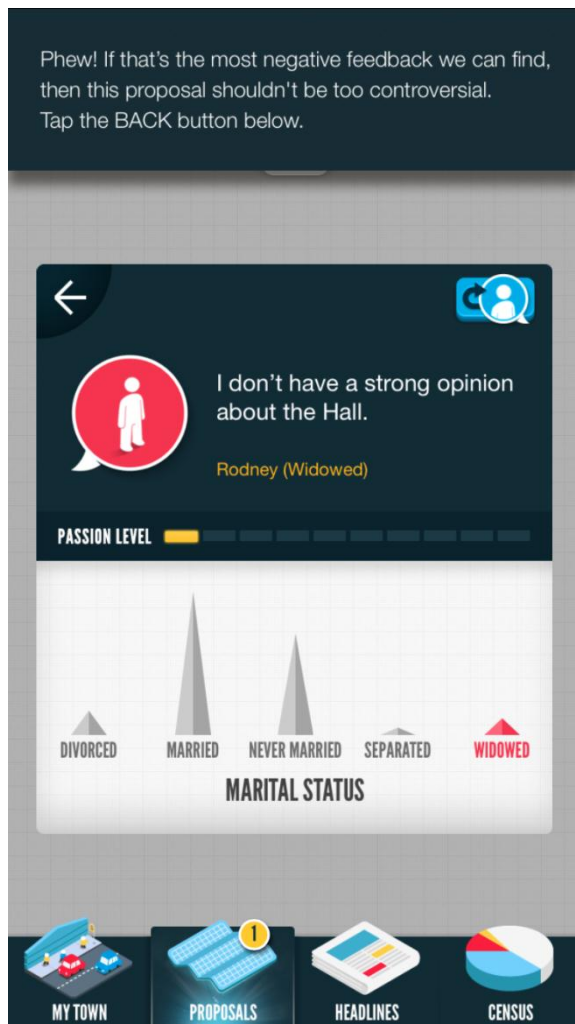 Phew! If that's the most negative feedback we can find,
then this proposal shouldn't be too controversial.
Tap the BACK button below.
I don't have a strong opinion
about the Hall.
Rodney (Widowed)
PASSION LEVEL
DIVORCED MARRIED NEVER MARRIED SEPARATED WIDOWED
MARITAL STATUS
1
MY TOWN PROPOSALS HEADLINES CENSUS